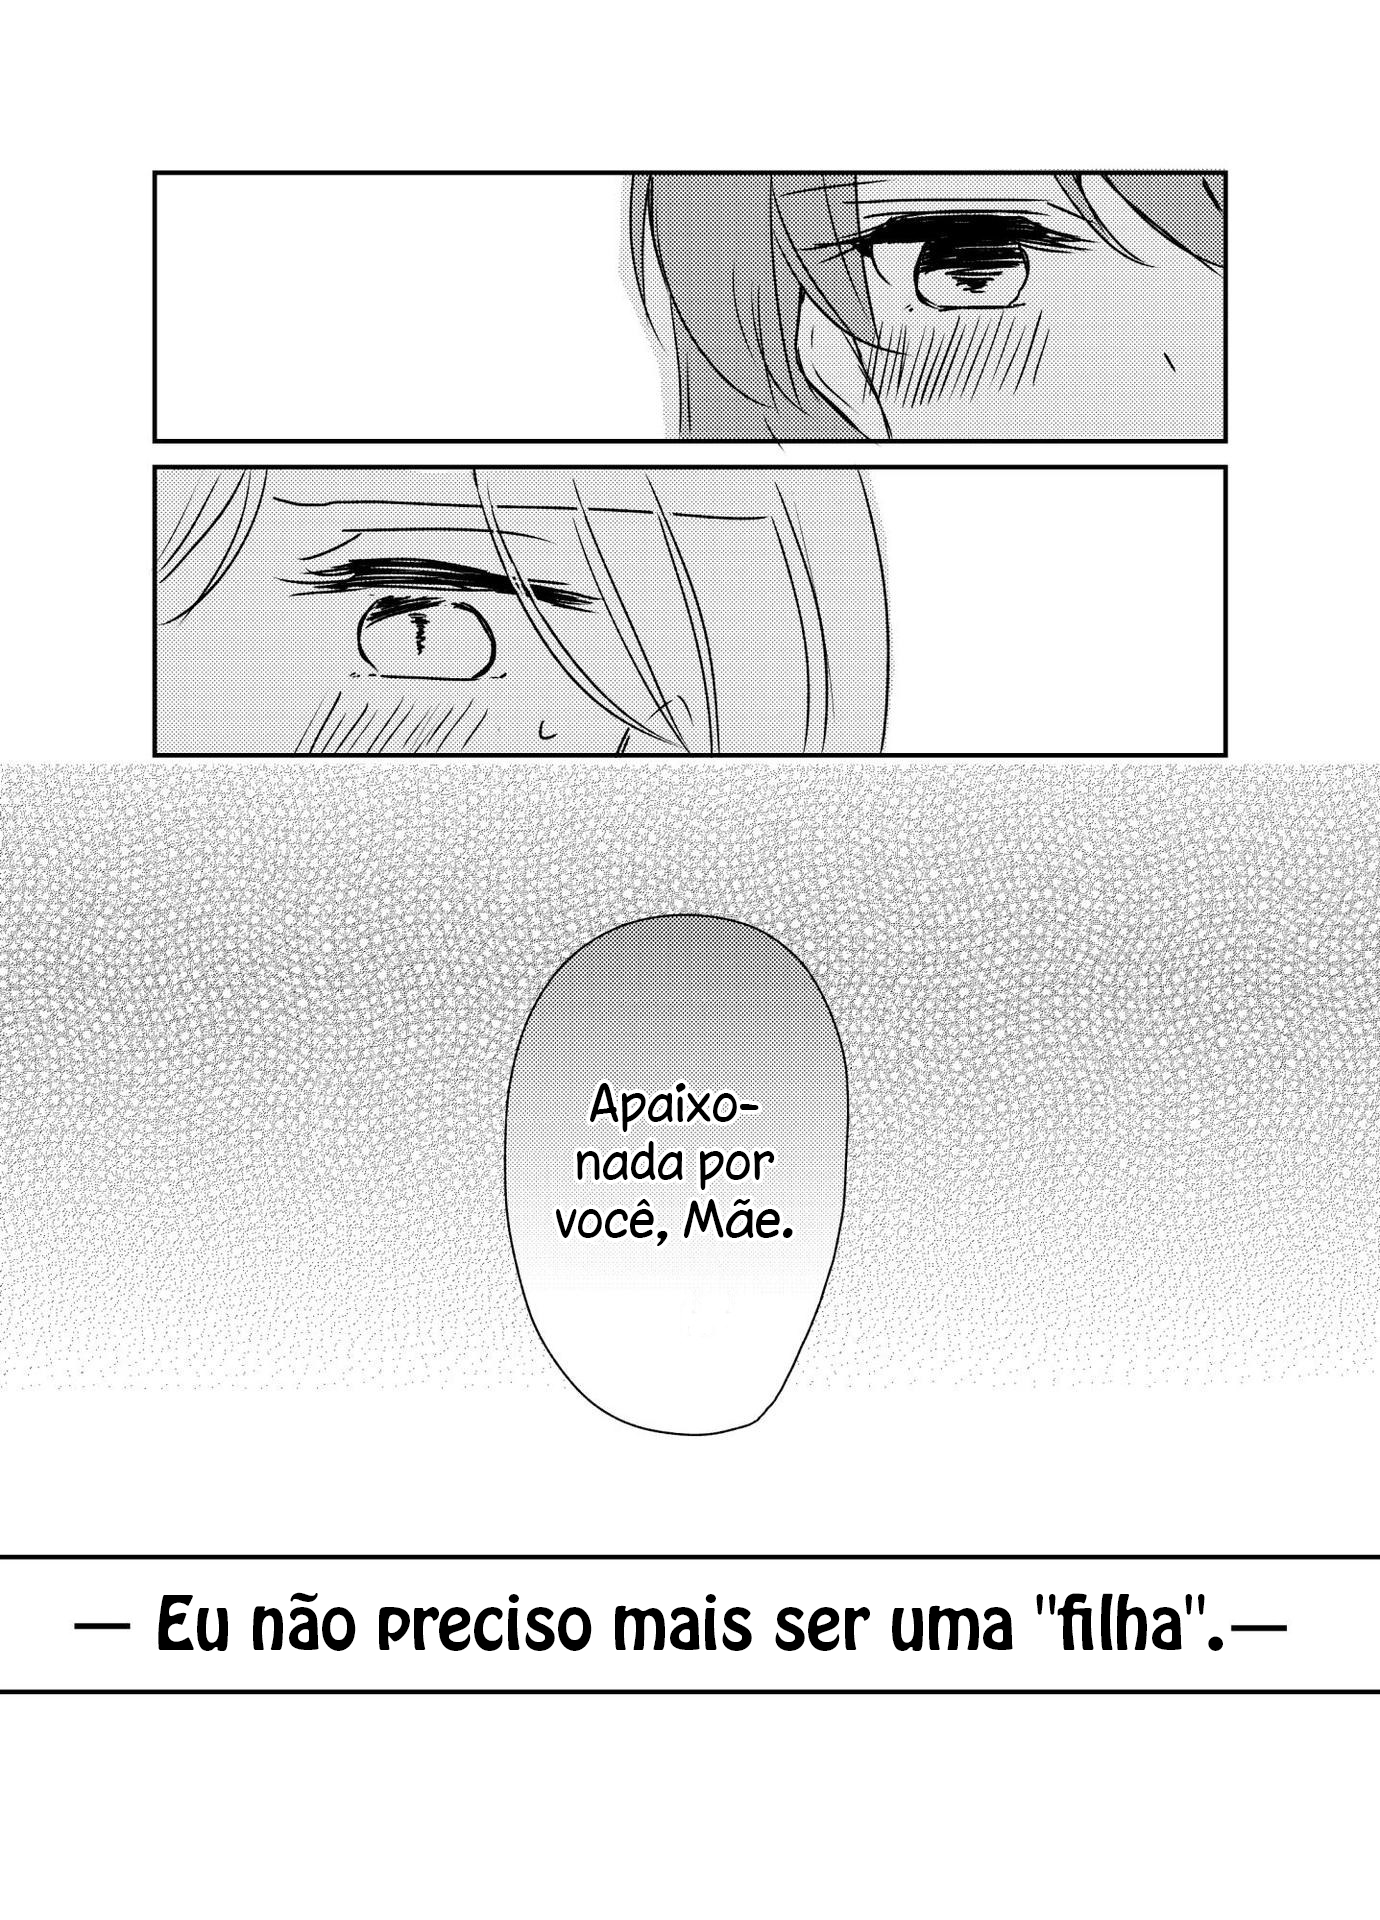 Apaixo-
nada por
você, Mãe.
— Eu não preciso mais ser uma "filha".—